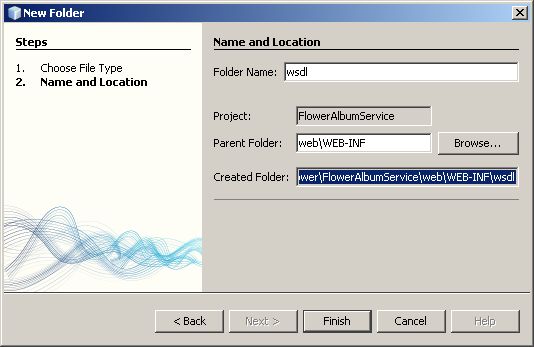 New Folder
Steps
1. Choose File Type
2. Name and Location
Name and Location
Folder Name: wsdl
Project: FlowerAlbumService
Parent Folder: web\WEB-INF Browse...
Created Folder: wer\FlowerAlbumService\web\WEB-INF\wsdl
< Back Next > Finish Cancel Help